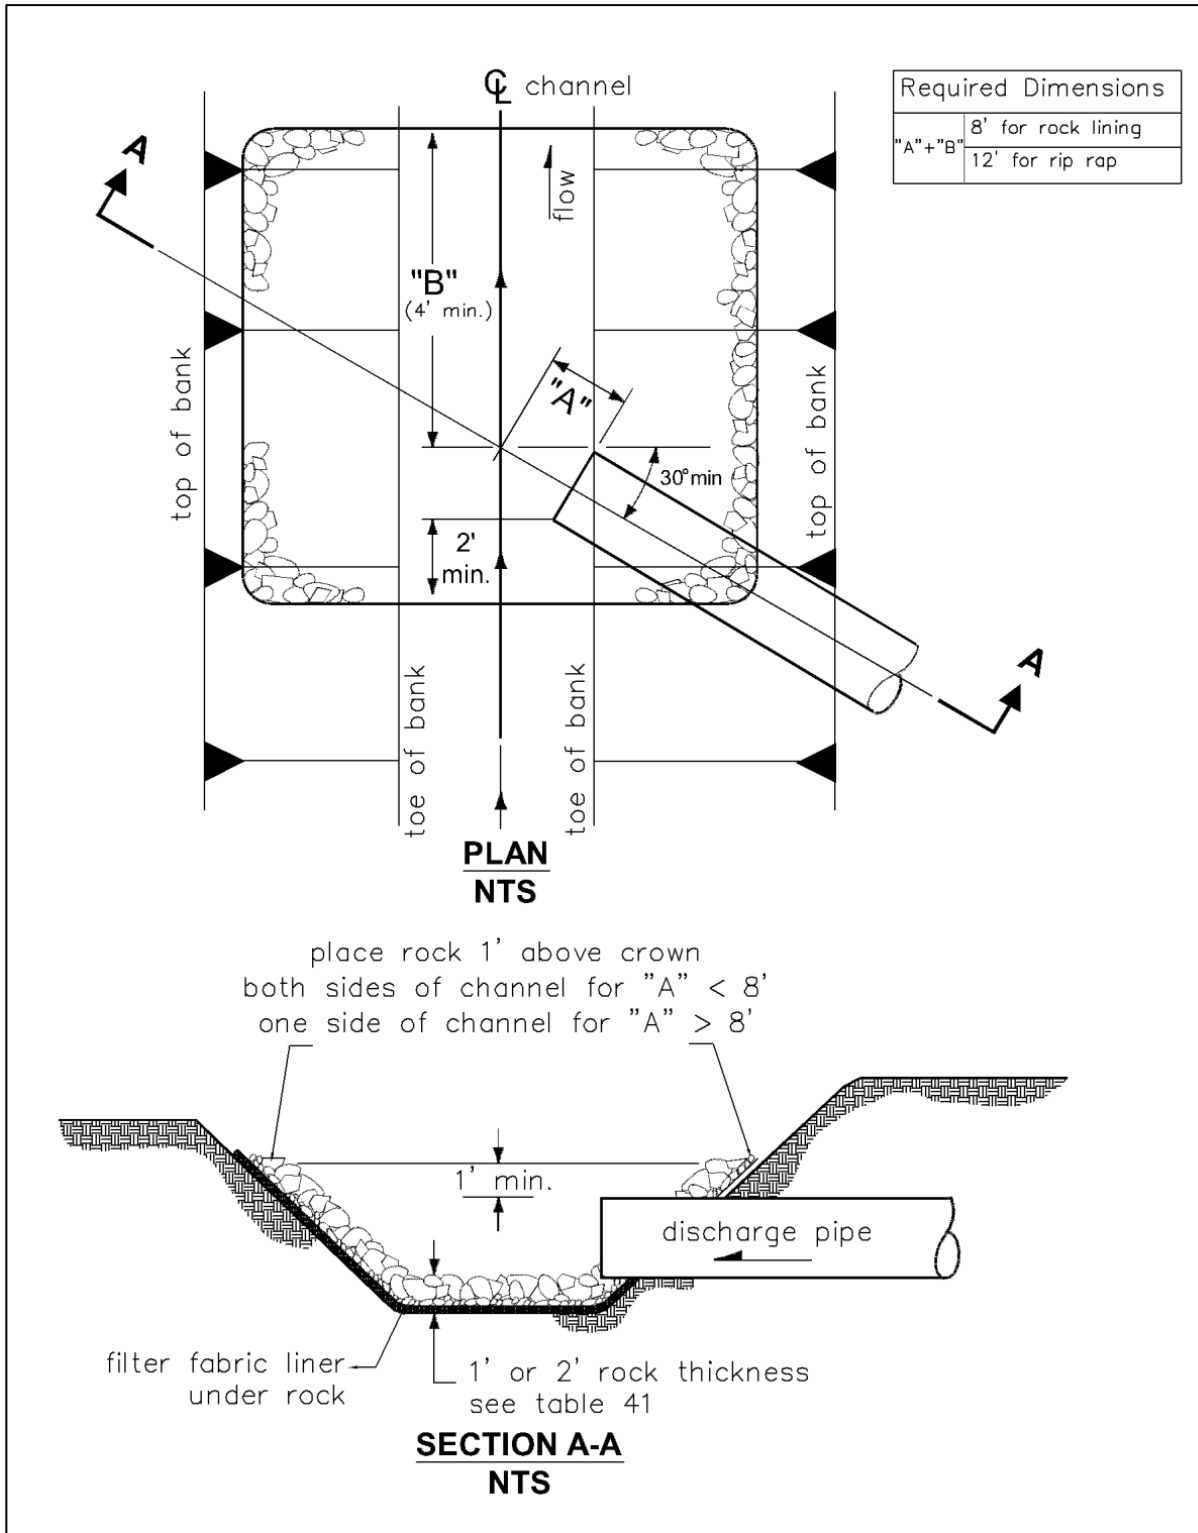 ℄ channel
Required Dimensions
"A"+"B"
8' for rock lining
12' for rip rap
A
flow
"B"
(4' min.)
"A"
top of bank
top of bank
30°min
2'
min.
A
toe of bank
toe of bank
PLAN
NTS
place rock 1' above crown
both sides of channel for "A" < 8'
one side of channel for "A" > 8'
1' min.
discharge pipe
filter fabric liner
under rock
1' or 2' rock thickness
see table 41
SECTION A-A
NTS